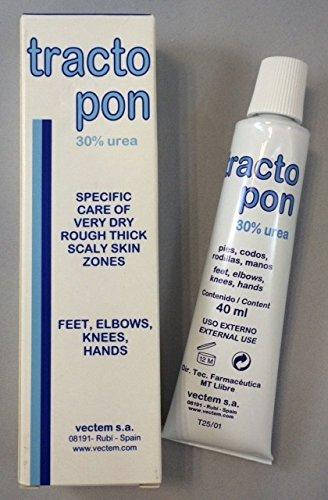 tracto
pon
30% urea
SPECIFIC
CARE OF
VERY DRY
ROUGH THICK
SCALY SKIN
ZONES
FEET, ELBOWS,
KNEES,
HANDS
vectem s.a.
08191- Rubí - Spain
www.vectem.com
tracto
pon
30% urea
pies, codos,
rodillas, manos
feet, elbows,
knees, hands
Contenido / Content
40 ml
USO EXTERNO
EXTERNAL USE
12 M
Dir. Tec. Farmacéutica
MT Llibre
vectem s.a.
08191- Rubí - Spain
www.vectem.com
T25/01